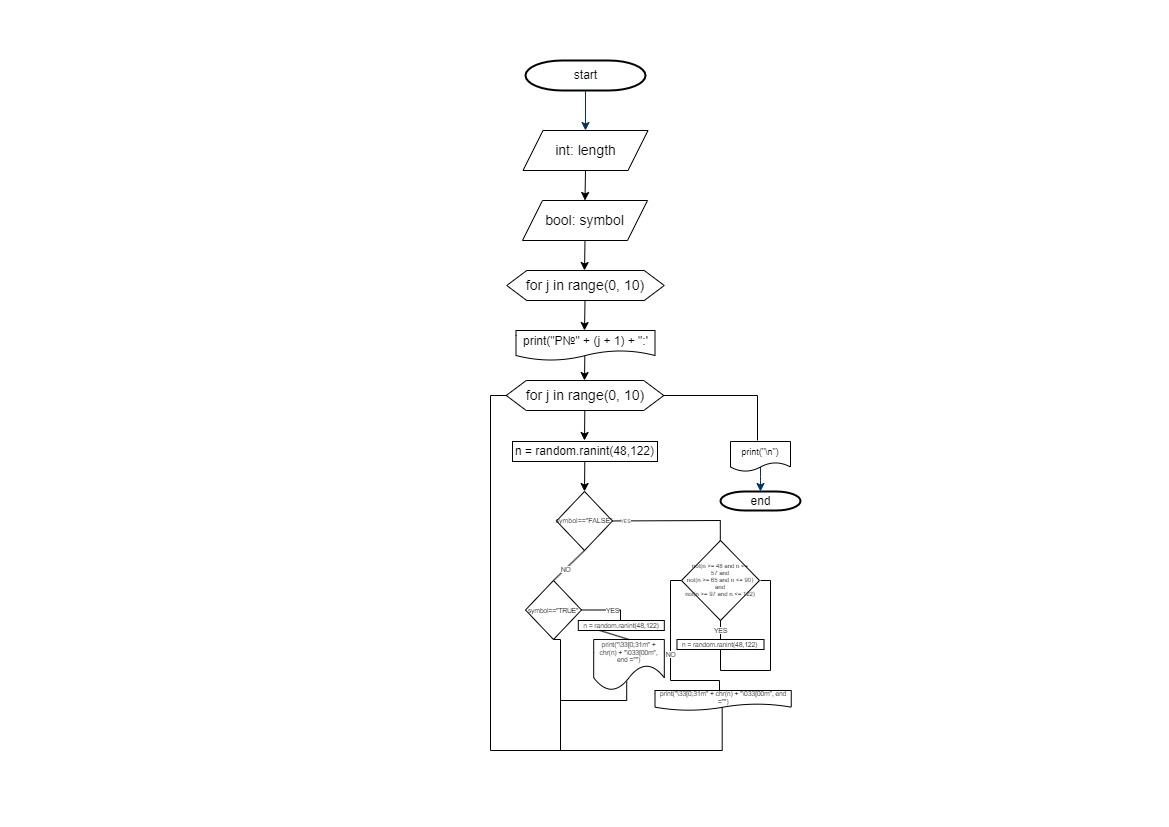 start
int: length
bool: symbol
for j in range(0, 10)
print("P№" + (j + 1) + ":'
for j in range(0, 10)
n = random.ranint(48,122)
print("\n")
end
symbol=="FALSE"
YES
not(n >= 48 and n <=
57 and
not(n >= 65 and n <= 90)
and
not(n >= 97 and n <= 122)
NO
symbol=="TRUE"
YES
n = random.ranint(48,122)
print("\33[0;31m" +
chr(n) + "\033[00m",
end ="")
YES
n = random.ranint(48,122)
NO
print("\33[0;31m" + chr(n) + "\033[00m", end
="")